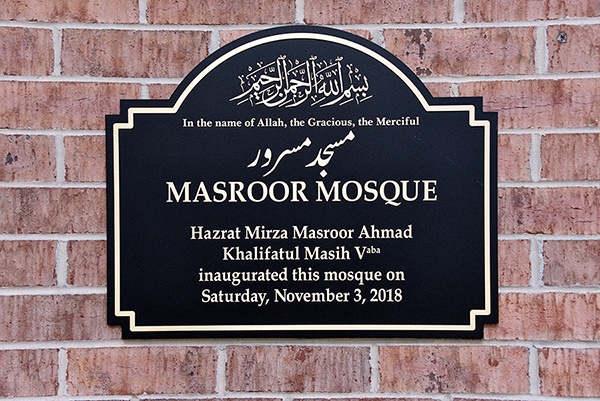 بسم الله الرحمن الرحيم
In the name of Allah, the Gracious, the Merciful
مسجد مسرور
MASROOR MOSQUE
Hazrat Mirza Masroor Ahmad
Khalifatul Masih Vaba
inaugurated this mosque on
Saturday, November 3, 2018